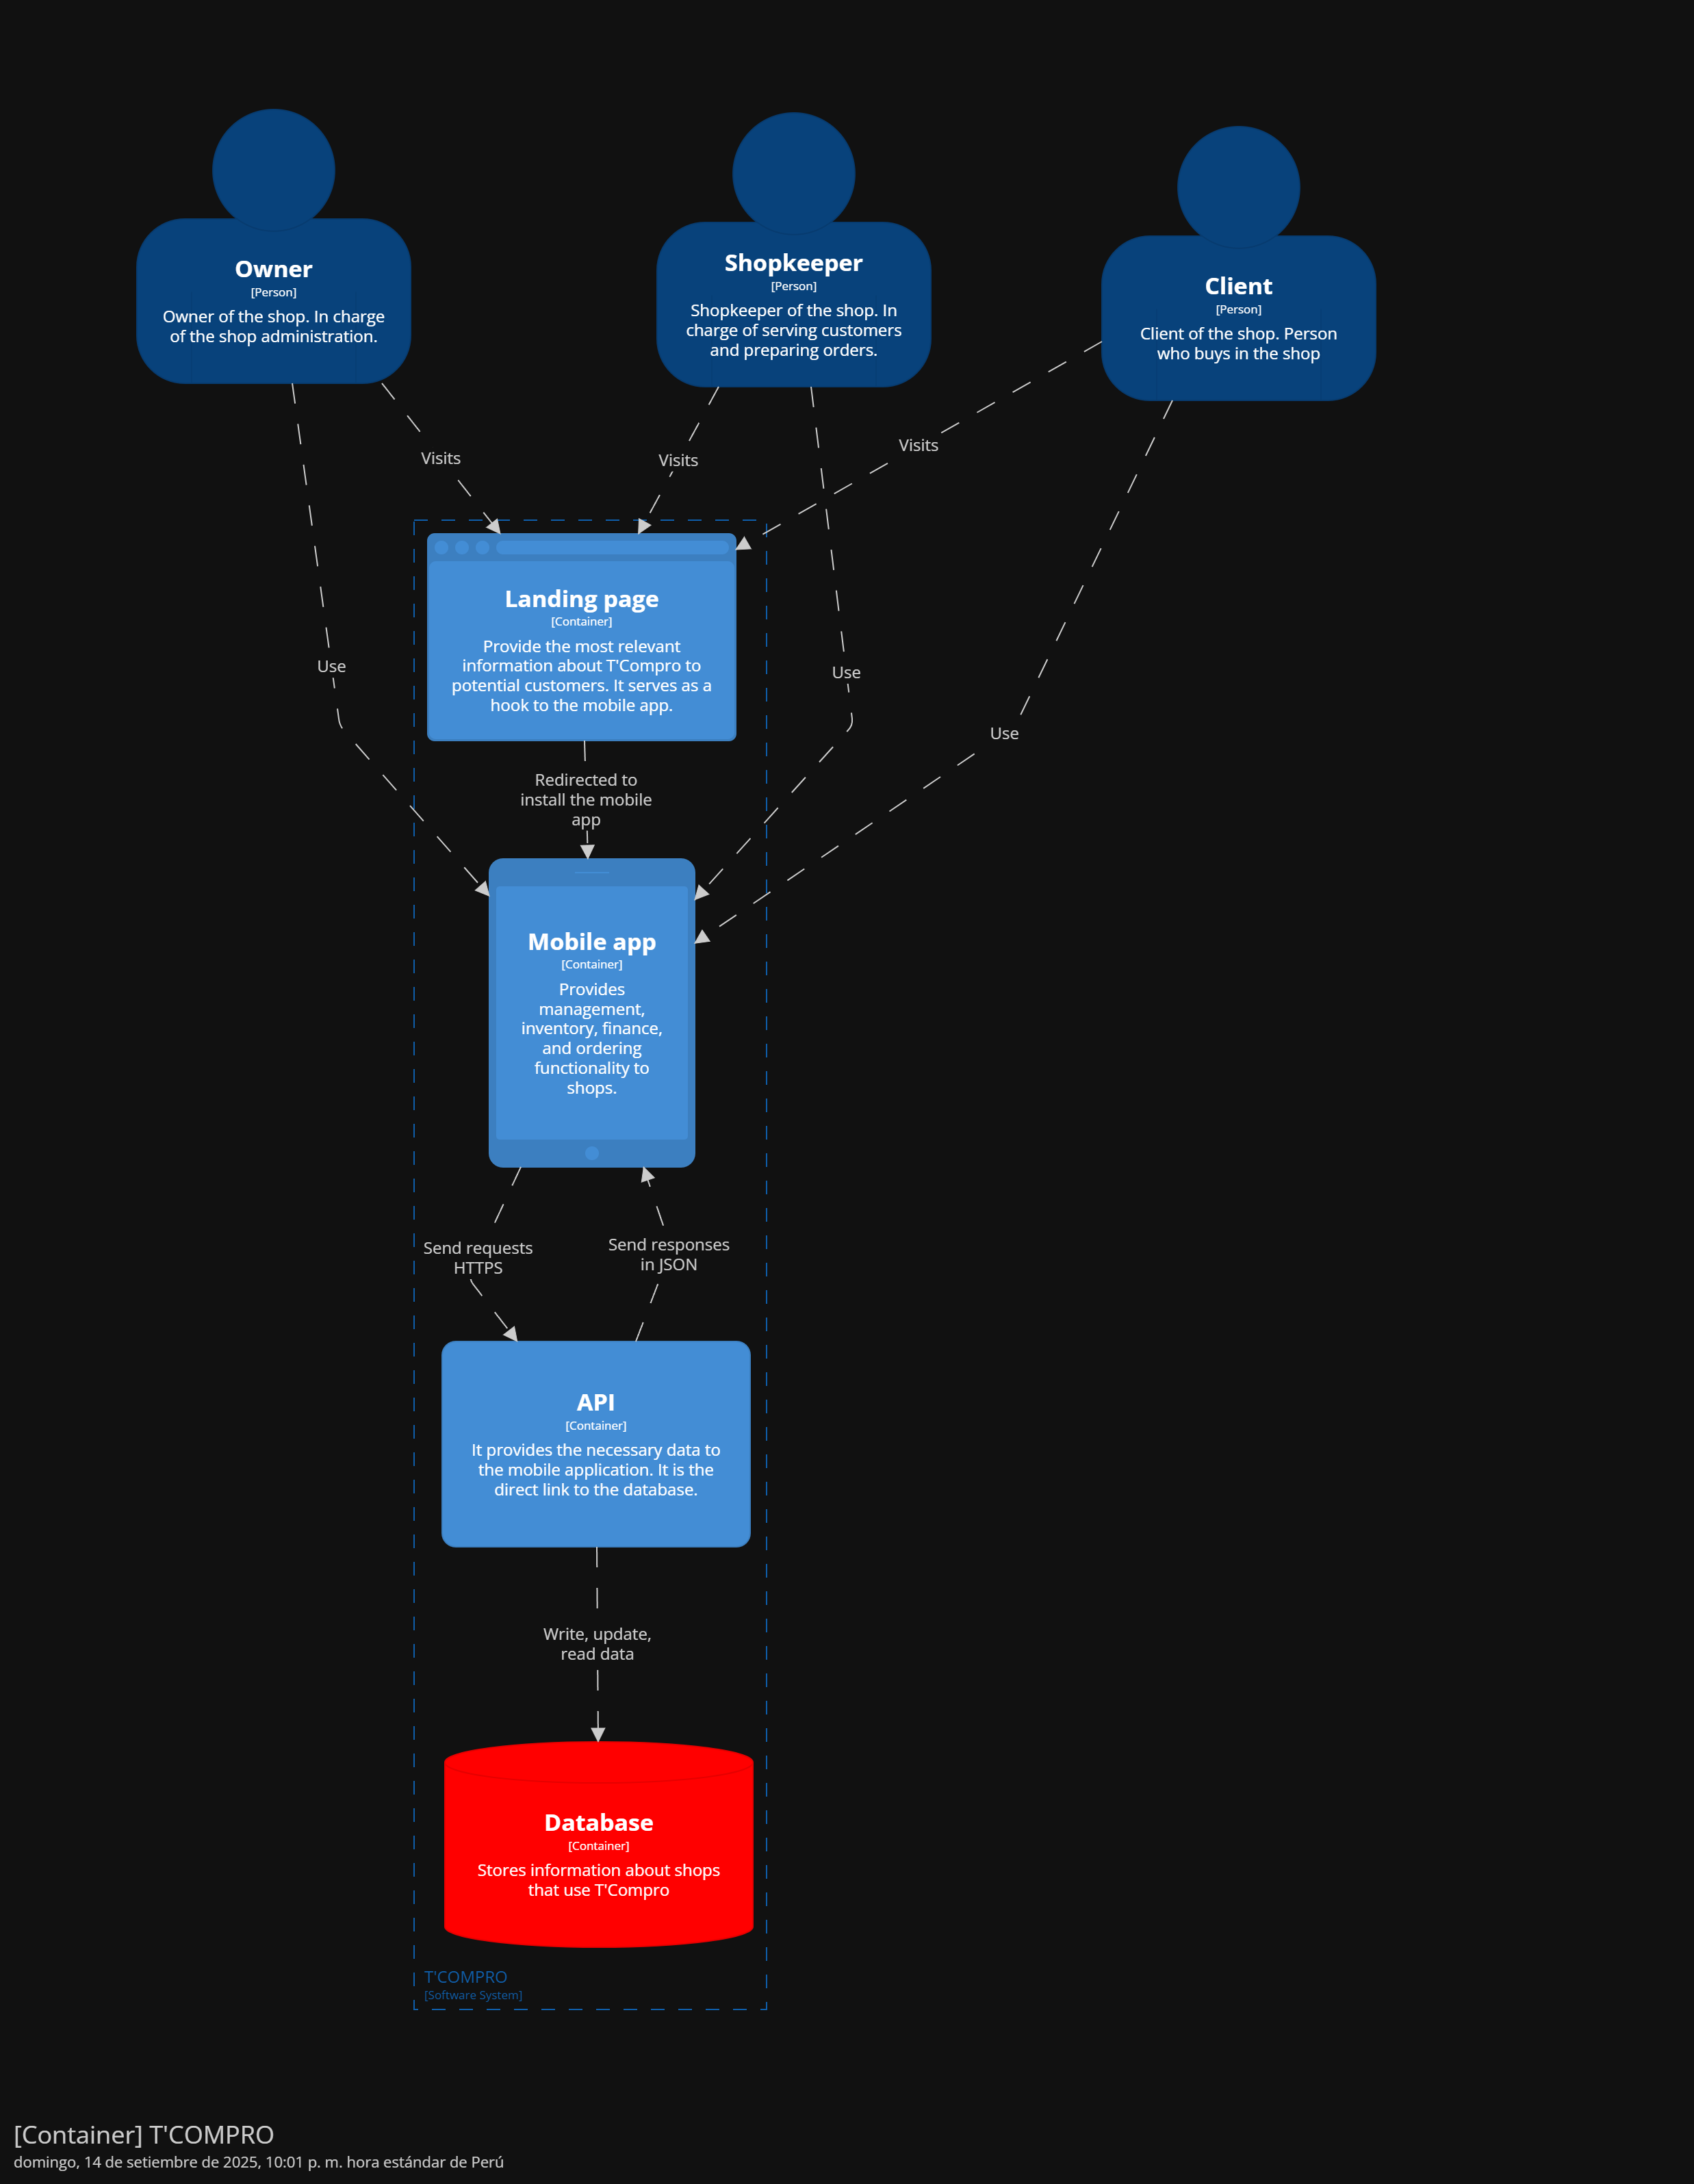 Owner
[Person]
Owner of the shop. In charge
of the shop administration.
Shopkeeper
[Person]
Shopkeeper of the shop. In
charge of serving customers
and preparing orders.
Client
[Person]
Client of the shop. Person
who buys in the shop
Visits
Visits
Visits
Landing page
[Container]
Provide the most relevant
information about T'Compro to
potential customers. It serves as a
hook to the mobile app.
Use
Use
Use
Redirected to
install the mobile
app
Mobile app
[Container]
Provides
management,
inventory, finance,
and ordering
functionality to
shops.
Send requests
HTTPS
Send responses
in JSON
API
[Container]
It provides the necessary data to
the mobile application. It is the
direct link to the database.
Write, update,
read data
Database
[Container]
Stores information about shops
that use T'Compro
T'COMPRO
[Software System]
[Container] T'COMPRO
domingo, 14 de setiembre de 2025, 10:01 p. m. hora estándar de Perú